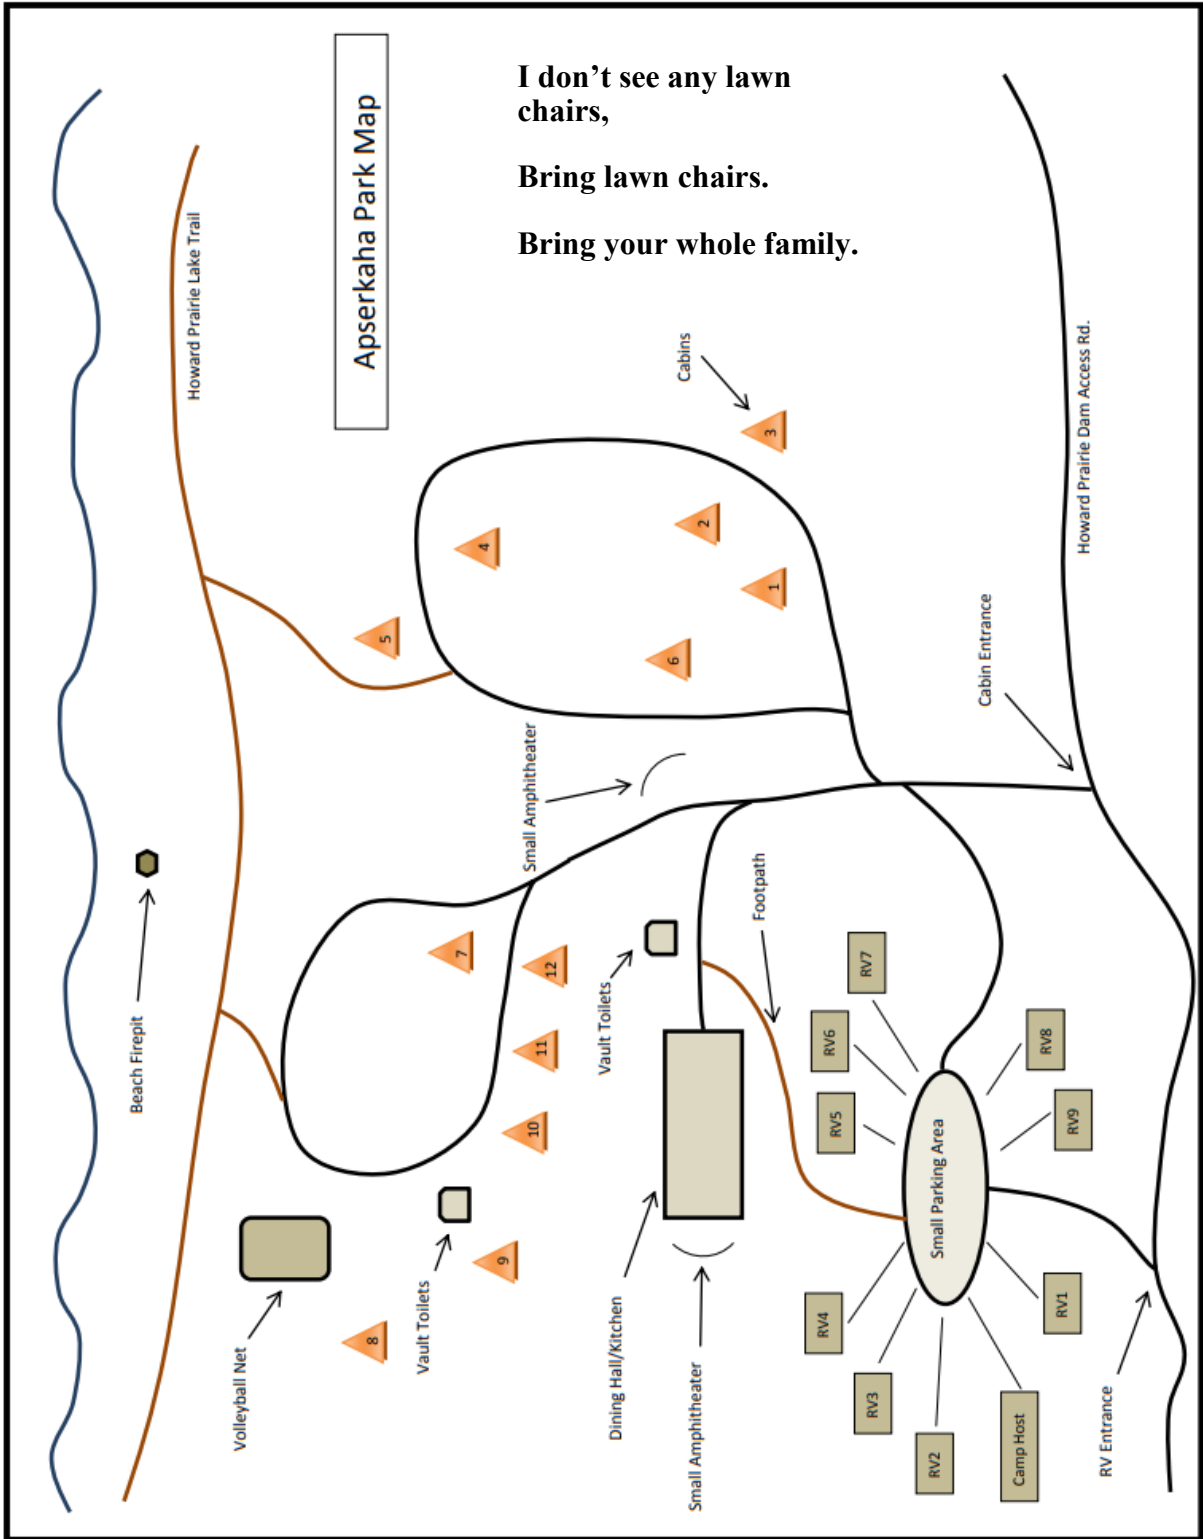 I don’t see any lawn
chairs,
Bring lawn chairs.
Bring your whole family.
Apserkaha Park Map
Howard Prairie Lake Trail
Beach Firepit
Volleyball Net
Vault Toilets
Small Amphitheater
Cabins
5
4
3
2
1
6
7
12
11
10
9
8
Vault Toilets
Dining Hall/Kitchen
Small Amphitheater
Footpath
Cabin Entrance
Howard Prairie Dam Access Rd.
RV4
RV5
RV6
RV7
RV3
RV2
Small Parking Area
Camp Host
RV1
RV9
RV8
RV Entrance